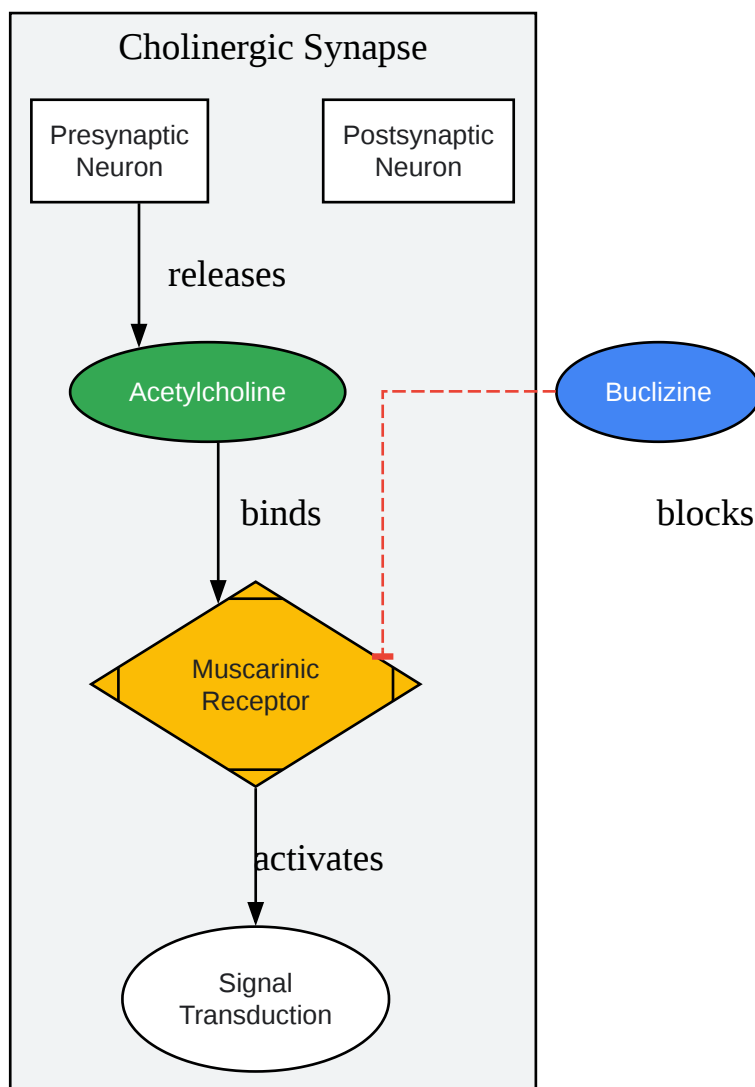 Cholinergic Synapse
Presynaptic
Neuron
Postsynaptic
Neuron
releases
Acetylcholine
Buclizine
binds
blocks
Muscarinic
Receptor
activates
Signal
Transduction